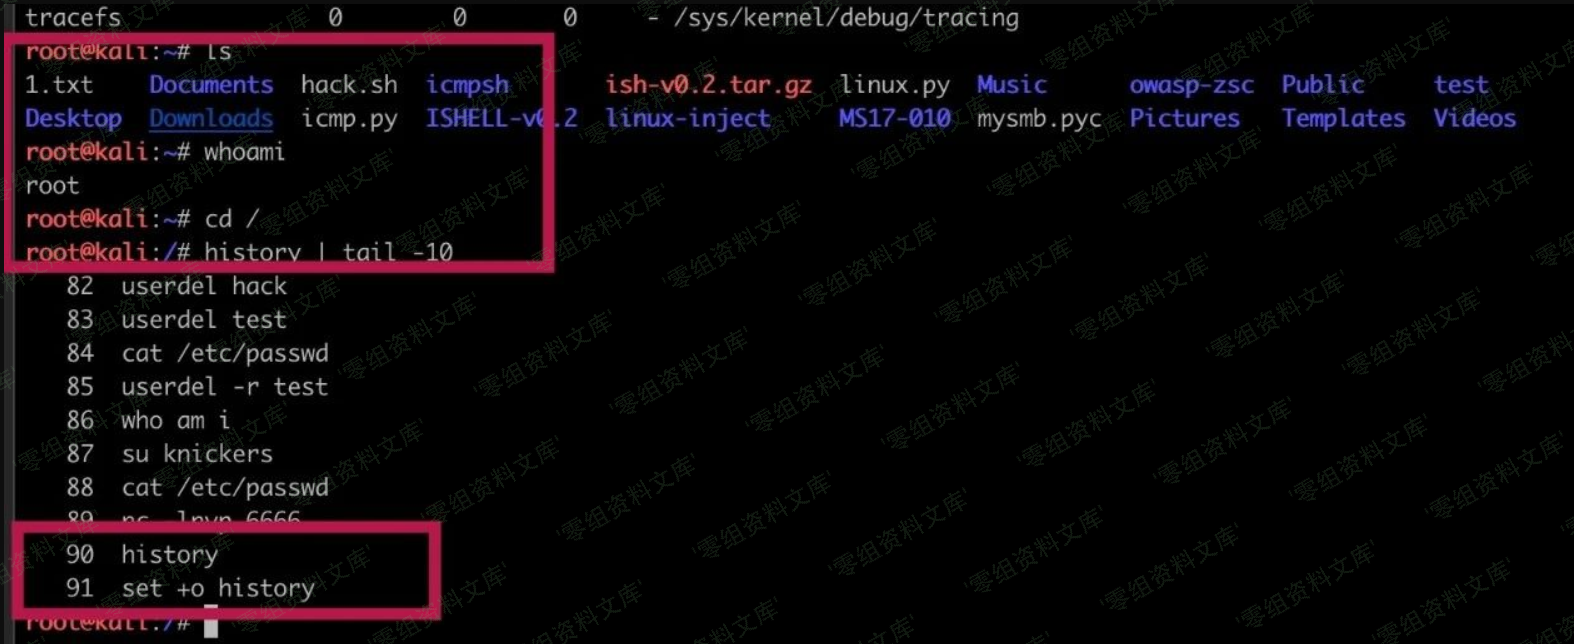 tracefs 0 0 0 - /sys/kernel/debug/tracing
root@kali:~# ls
1.txt Documents hack.sh icmpsh ish-v0.2.tar.gz linux.py Music owasp-zsc Public test
Desktop Downloads icmp.py ISHELL-v0.2 linux-inject MS17-010 mysmb.pyc Pictures Templates Videos
root@kali:~# whoami
root
root@kali:~# cd /
root@kali:/# history | tail -10
82 userdel hack
83 userdel test
84 cat /etc/passwd
85 userdel -r test
86 who am i
87 su knickers
88 cat /etc/passwd
89 nc -lnvp 6666
90 history
91 set +o history
root@kali:/#
零组资料文库